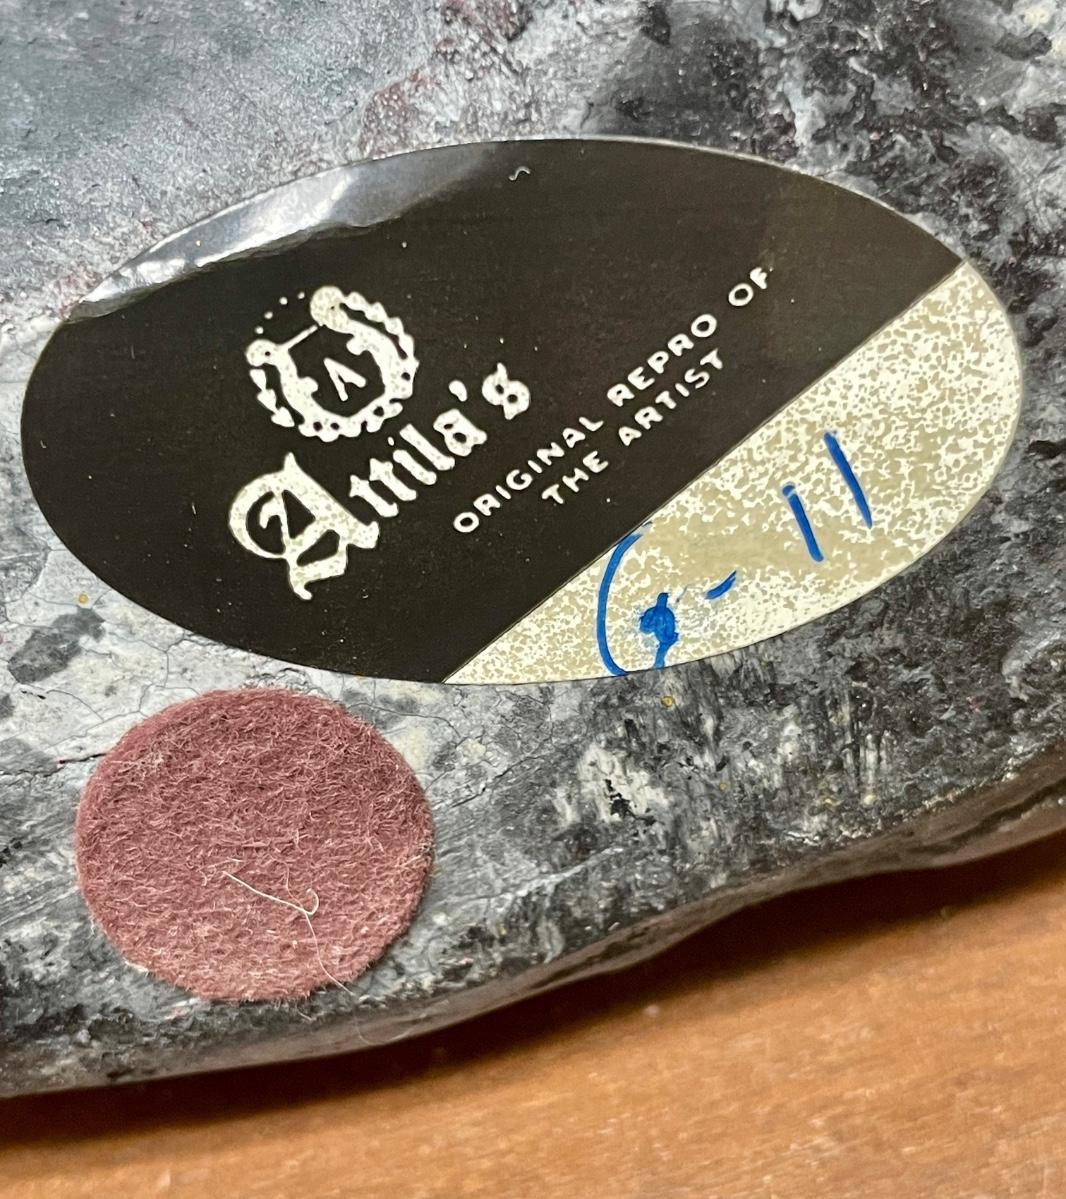 A
Attila's
ORIGINAL REPRO OF
THE ARTIST
G-11